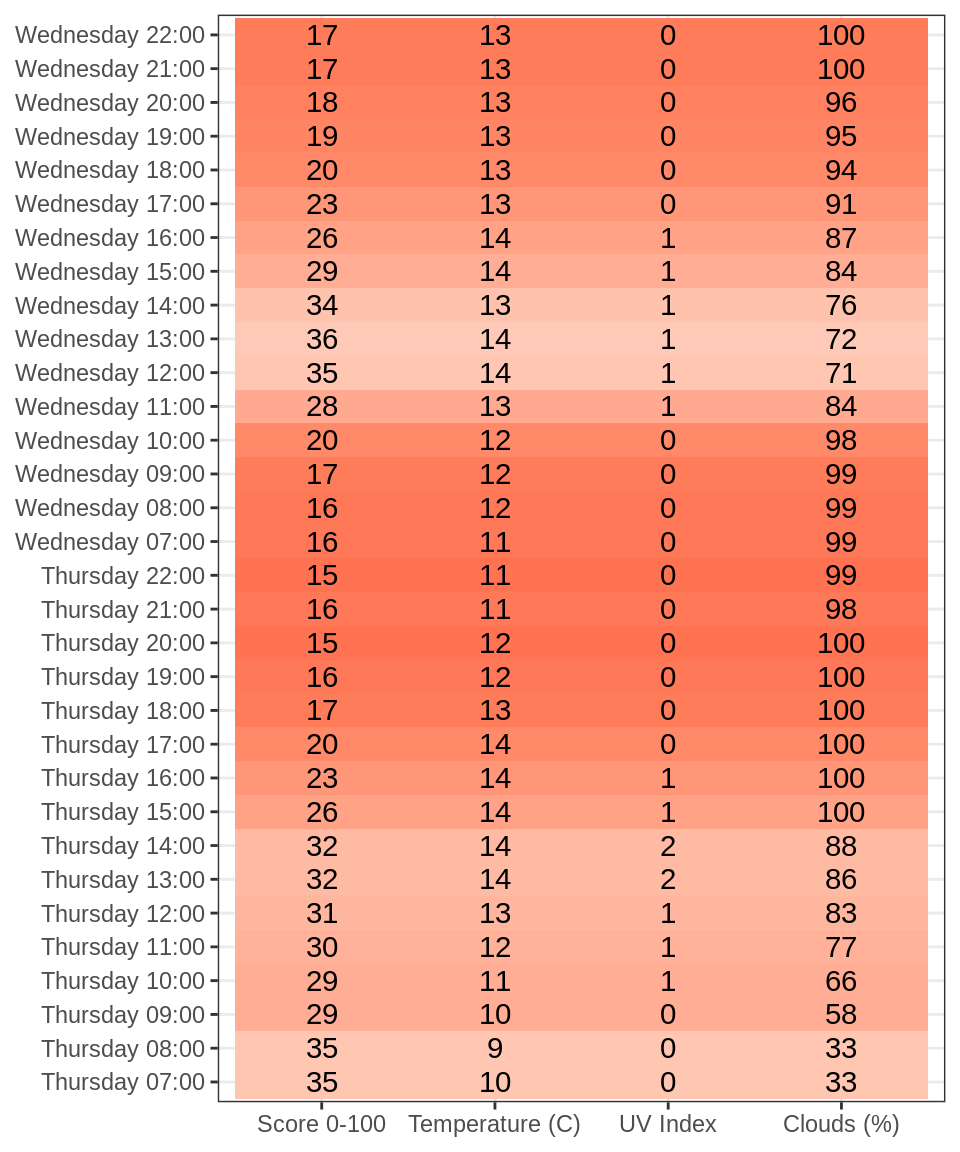 Wednesday 22:00 17 13 0 100
Wednesday 21:00 17 13 0 100
Wednesday 20:00 18 13 0 96
Wednesday 19:00 19 13 0 95
Wednesday 18:00 20 13 0 94
Wednesday 17:00 23 13 0 91
Wednesday 16:00 26 14 1 87
Wednesday 15:00 29 14 1 84
Wednesday 14:00 34 13 1 76
Wednesday 13:00 36 14 1 72
Wednesday 12:00 35 14 1 71
Wednesday 11:00 28 13 1 84
Wednesday 10:00 20 12 0 98
Wednesday 09:00 17 12 0 99
Wednesday 08:00 16 12 0 99
Wednesday 07:00 16 11 0 99
Thursday 22:00 15 11 0 99
Thursday 21:00 16 11 0 98
Thursday 20:00 15 12 0 100
Thursday 19:00 16 12 0 100
Thursday 18:00 17 13 0 100
Thursday 17:00 20 14 0 100
Thursday 16:00 23 14 1 100
Thursday 15:00 26 14 1 100
Thursday 14:00 32 14 2 88
Thursday 13:00 32 14 2 86
Thursday 12:00 31 13 1 83
Thursday 11:00 30 12 1 77
Thursday 10:00 29 11 1 66
Thursday 09:00 29 10 0 58
Thursday 08:00 35 9 0 33
Thursday 07:00 35 10 0 33
Score 0-100 Temperature (C) UV Index Clouds (%)